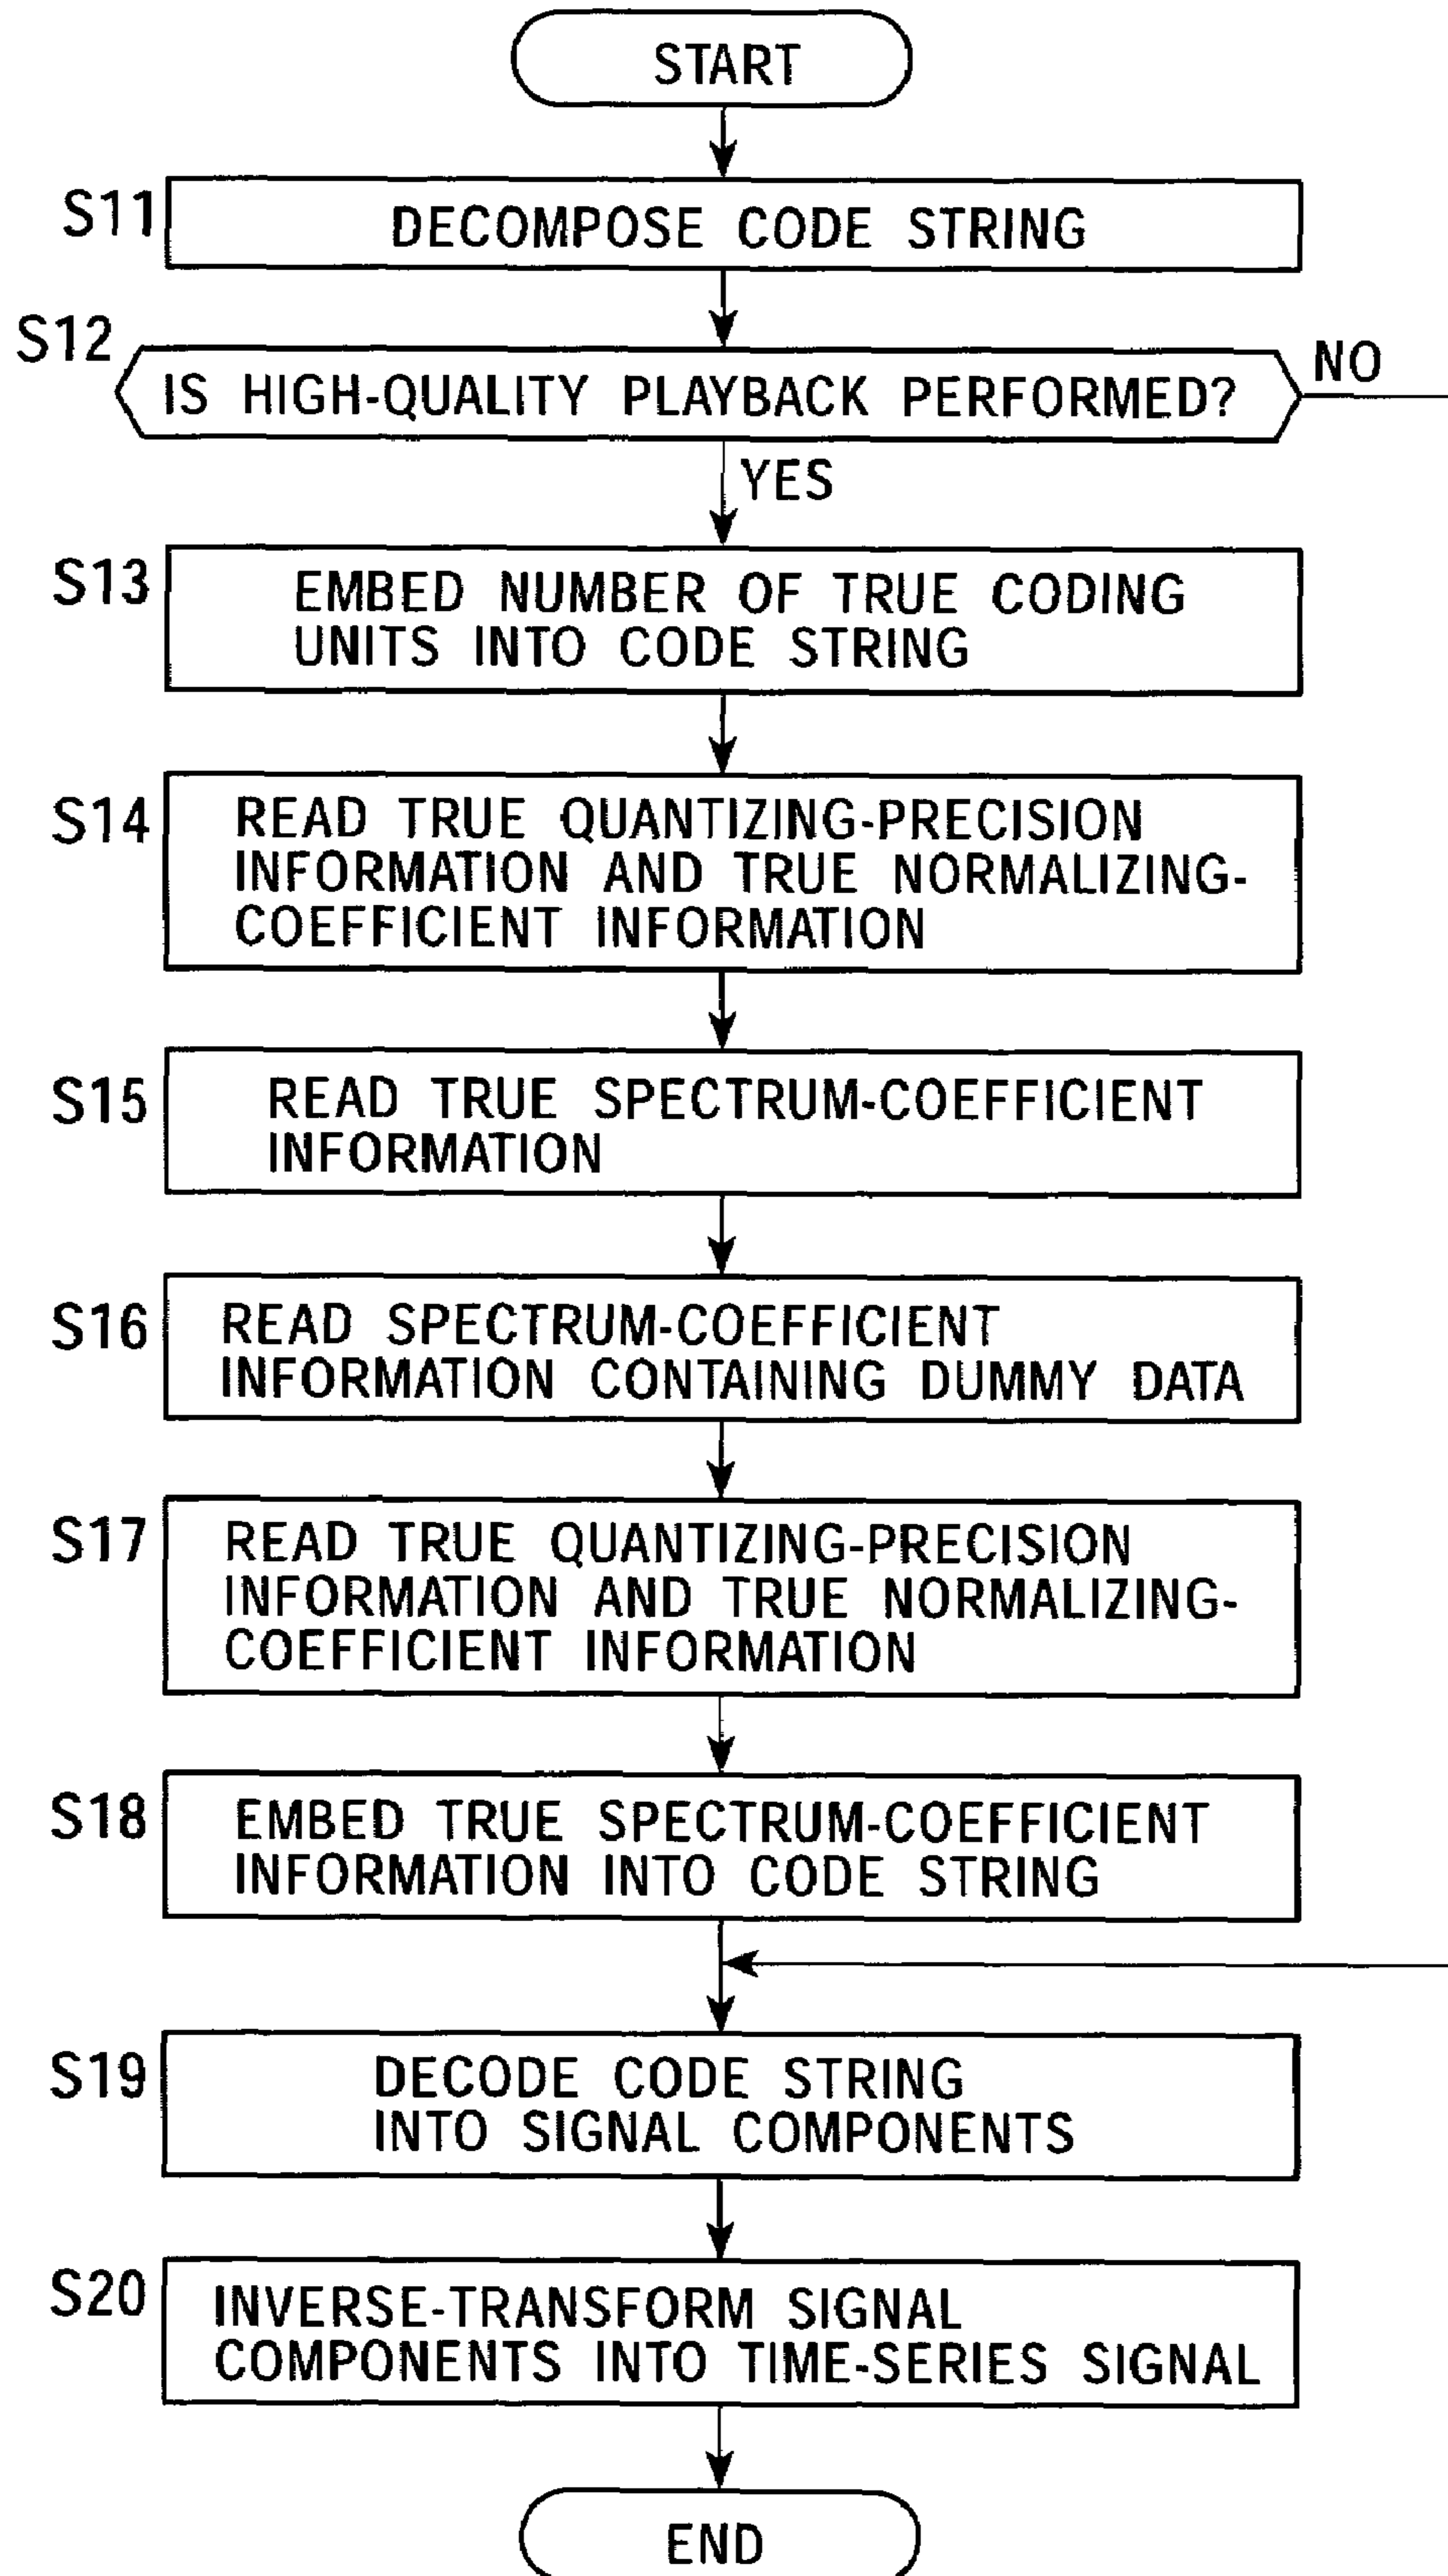 START
S11
DECOMPOSE CODE STRING
S12
IS HIGH-QUALITY PLAYBACK PERFORMED?
NO
YES
S13
EMBED NUMBER OF TRUE CODING
UNITS INTO CODE STRING
S14
READ TRUE QUANTIZING-PRECISION
INFORMATION AND TRUE NORMALIZING-
COEFFICIENT INFORMATION
S15
READ TRUE SPECTRUM-COEFFICIENT
INFORMATION
S16
READ SPECTRUM-COEFFICIENT
INFORMATION CONTAINING DUMMY DATA
S17
READ TRUE QUANTIZING-PRECISION
INFORMATION AND TRUE NORMALIZING-
COEFFICIENT INFORMATION
S18
EMBED TRUE SPECTRUM-COEFFICIENT
INFORMATION INTO CODE STRING
S19
DECODE CODE STRING
INTO SIGNAL COMPONENTS
S20
INVERSE-TRANSFORM SIGNAL
COMPONENTS INTO TIME-SERIES SIGNAL
END